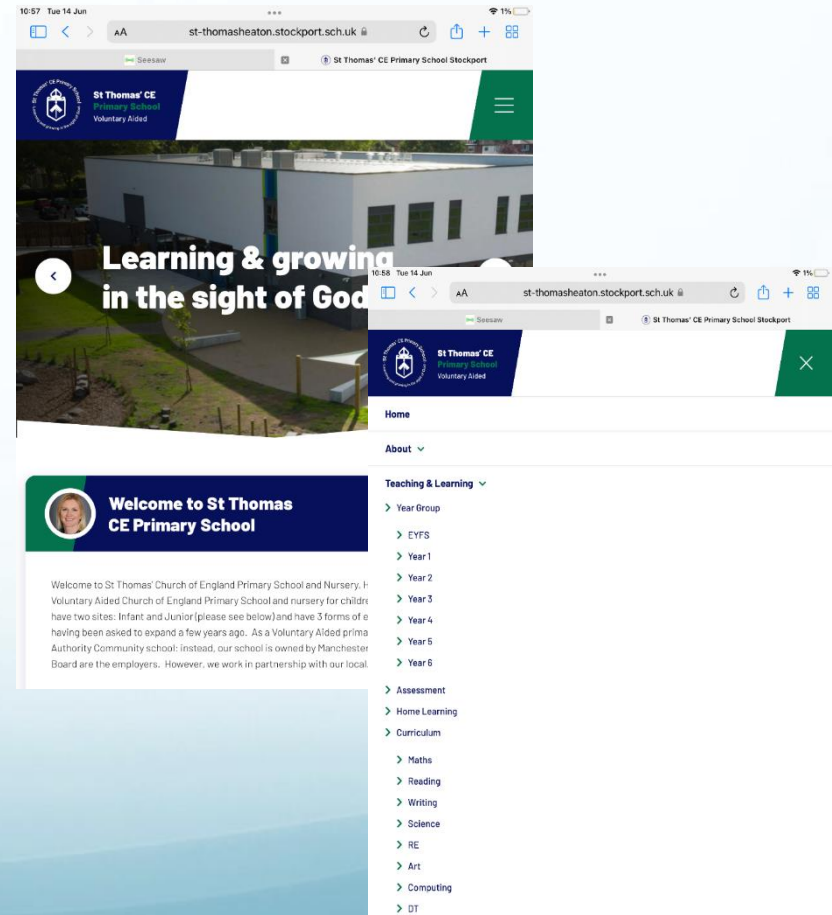 10:57 Tue 14 Jun
1%
AA
st-thomasheaton.stockport.sch.uk
Seesaw
St Thomas' CE Primary School Stockport
St Thomas' CE
Primary School
Voluntary Aided
Learning & growing
in the sight of God
Welcome to St Thomas
CE Primary School
Welcome to St Thomas' Church of England Primary School and Nursery. H
Voluntary Aided Church of England Primary School and nursery for childre
have two sites: Infant and Junior (please see below) and have 3 forms of e
having been asked to expand a few years ago. As a Voluntary Aided prima
Authority Community school: instead, our school is owned by Manchester
Board are the employers. However, we work in partnership with our local
10:58 Tue 14 Jun
1%
AA
st-thomasheaton.stockport.sch.uk
Seesaw
St Thomas' CE Primary School Stockport
St Thomas' CE
Primary School
Voluntary Aided
Home
About
Teaching & Learning
Year Group
EYFS
Year 1
Year 2
Year 3
Year 4
Year 5
Year 6
Assessment
Home Learning
Curriculum
Maths
Reading
Writing
Science
RE
Art
Computing
DT